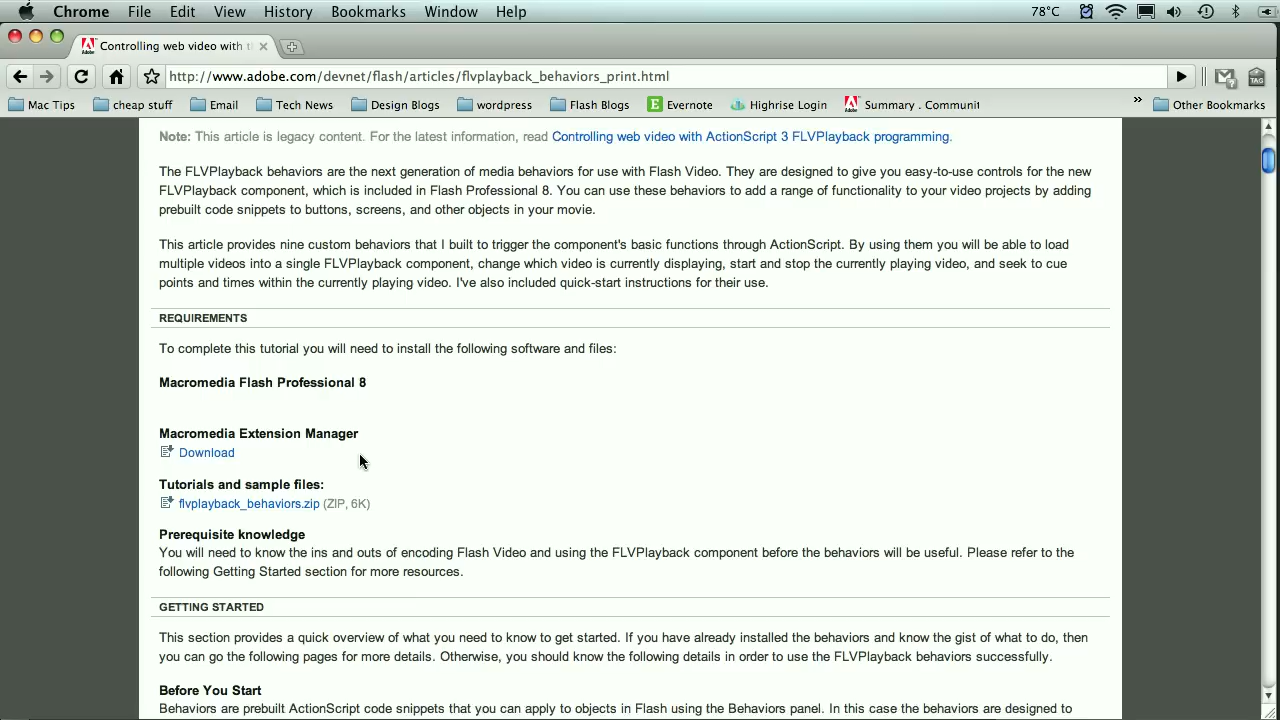 Chrome File Edit View History Bookmarks Window Help 78°C
Controlling web video with t
http://www.adobe.com/devnet/flash/articles/flvplayback_behaviors_print.html
Mac Tips cheap stuff Email Tech News Design Blogs wordpress Flash Blogs Evernote Highrise Login Summary . Communit » Other Bookmarks
Note: This article is legacy content. For the latest information, read Controlling web video with ActionScript 3 FLVPlayback programming.
The FLVPlayback behaviors are the next generation of media behaviors for use with Flash Video. They are designed to give you easy-to-use controls for the new
FLVPlayback component, which is included in Flash Professional 8. You can use these behaviors to add a range of functionality to your video projects by adding
prebuilt code snippets to buttons, screens, and other objects in your movie.
This article provides nine custom behaviors that I built to trigger the component's basic functions through ActionScript. By using them you will be able to load
multiple videos into a single FLVPlayback component, change which video is currently displaying, start and stop the currently playing video, and seek to cue
points and times within the currently playing video. I've also included quick-start instructions for their use.
REQUIREMENTS
To complete this tutorial you will need to install the following software and files:
Macromedia Flash Professional 8
Macromedia Extension Manager
Download
Tutorials and sample files:
flvplayback_behaviors.zip (ZIP, 6K)
Prerequisite knowledge
You will need to know the ins and outs of encoding Flash Video and using the FLVPlayback component before the behaviors will be useful. Please refer to the
following Getting Started section for more resources.
GETTING STARTED
This section provides a quick overview of what you need to know to get started. If you have already installed the behaviors and know the gist of what to do, then
you can go the following pages for more details. Otherwise, you should know the following details in order to use the FLVPlayback behaviors successfully.
Before You Start
Behaviors are prebuilt ActionScript code snippets that you can apply to objects in Flash using the Behaviors panel. In this case the behaviors are designed to